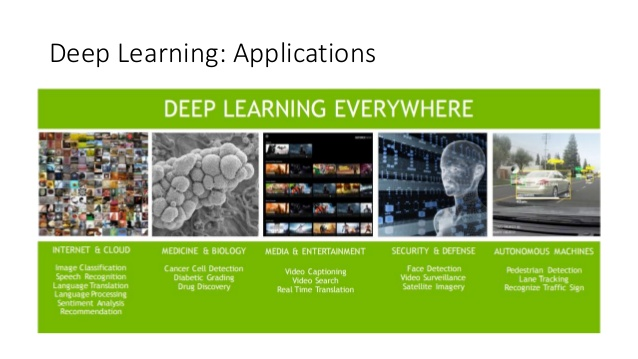 Deep Learning: Applications
DEEP LEARNING EVERYWHERE
INTERNET & CLOUD
Image Classification
Speech Recognition
Language Translation
Language Processing
Sentiment Analysis
Recommendation
MEDICINE & BIOLOGY
Cancer Cell Detection
Diabetic Grading
Drug Discovery
MEDIA & ENTERTAINMENT
Video Captioning
Video Search
Real Time Translation
SECURITY & DEFENSE
Face Detection
Video Surveillance
Satellite Imagery
AUTONOMOUS MACHINES
Pedestrian Detection
Lane Tracking
Recognize Traffic Sign